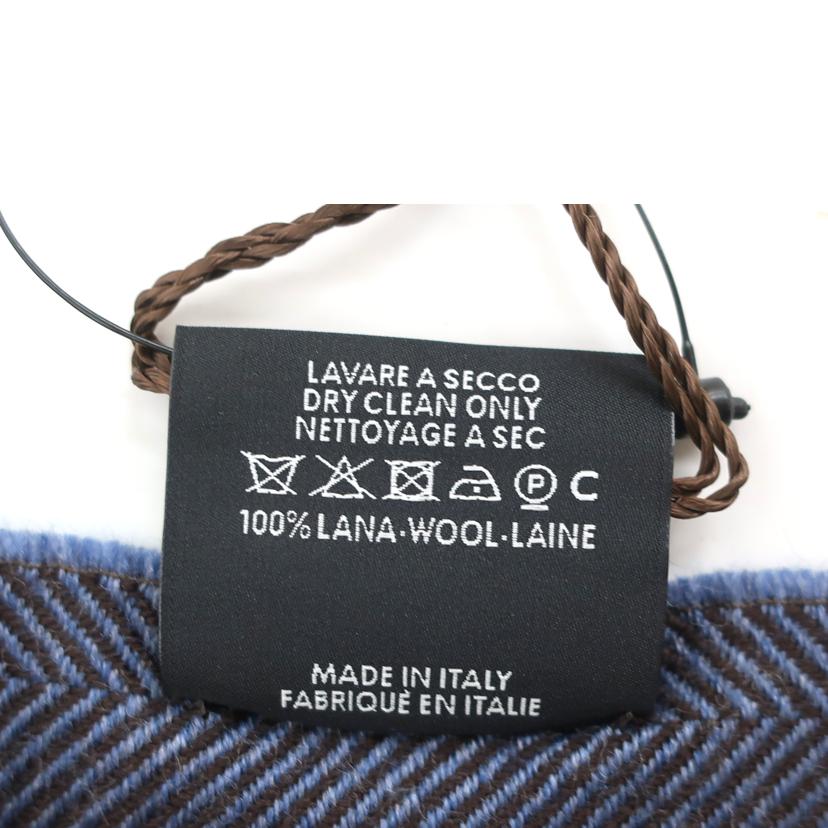 LAVARE A SECCO
DRY CLEAN ONLY
NETTOYAGE A SEC
P C
100% LANA·WOOL·LAINE
MADE IN ITALY
FABRIQUÈ EN ITALIE